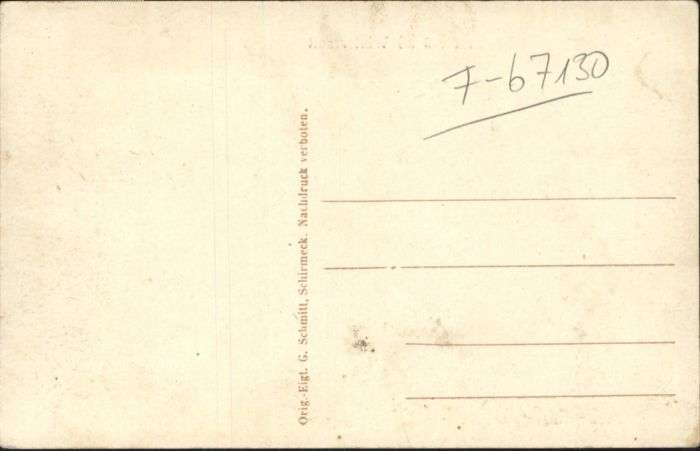 F-67130
Orig.-Eigt. G. Schmitt, Schirmeck. Nachdruck verboten.